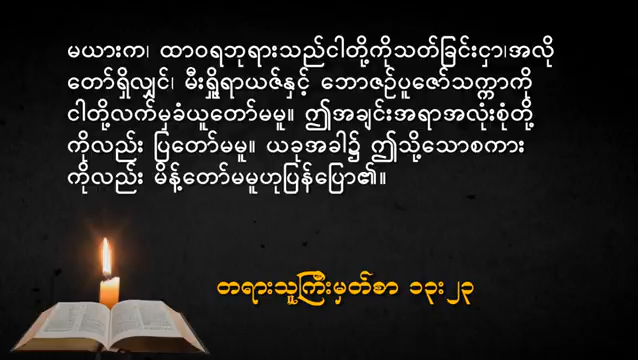 မယားက၊ ထာဝရဘုရားသည်ငါတို့ကိုသတ်ခြင်းငှာ၊အလို
တော်ရှိလျှင်၊ မီးရှို့ရာယဇ်နှင့် ဘောဇဉ်ပူဇော်သက္ကာကို
ငါတို့လက်မှခံယူတော်မမူ။ ဤအချင်းအရာအလုံးစုံတို့
ကိုလည်း ပြတော်မမူ။ ယခုအခါ၌ ဤသို့သောစကား
ကိုလည်း မိန့်တော်မမူဟုပြန်ပြော၏။
တရားသူကြီးမှတ်စာ ၁၃း၂၃